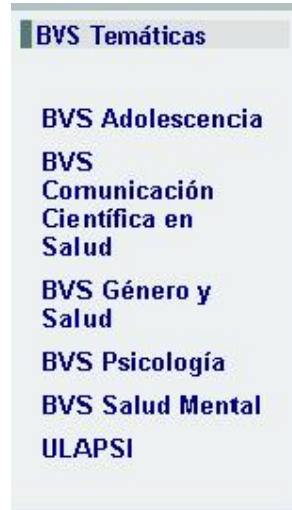 BVS Temáticas
BVS Adolescencia
BVS
Comunicación
Científica en
Salud
BVS Género y
Salud
BVS Psicología
BVS Salud Mental
ULAPSI